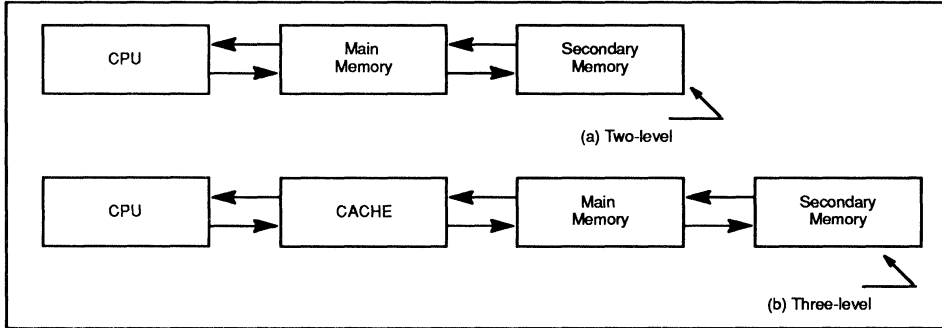 CPU
Main
Memory
Secondary
Memory
(a) Two-level
CPU
CACHE
Main
Memory
Secondary
Memory
(b) Three-level